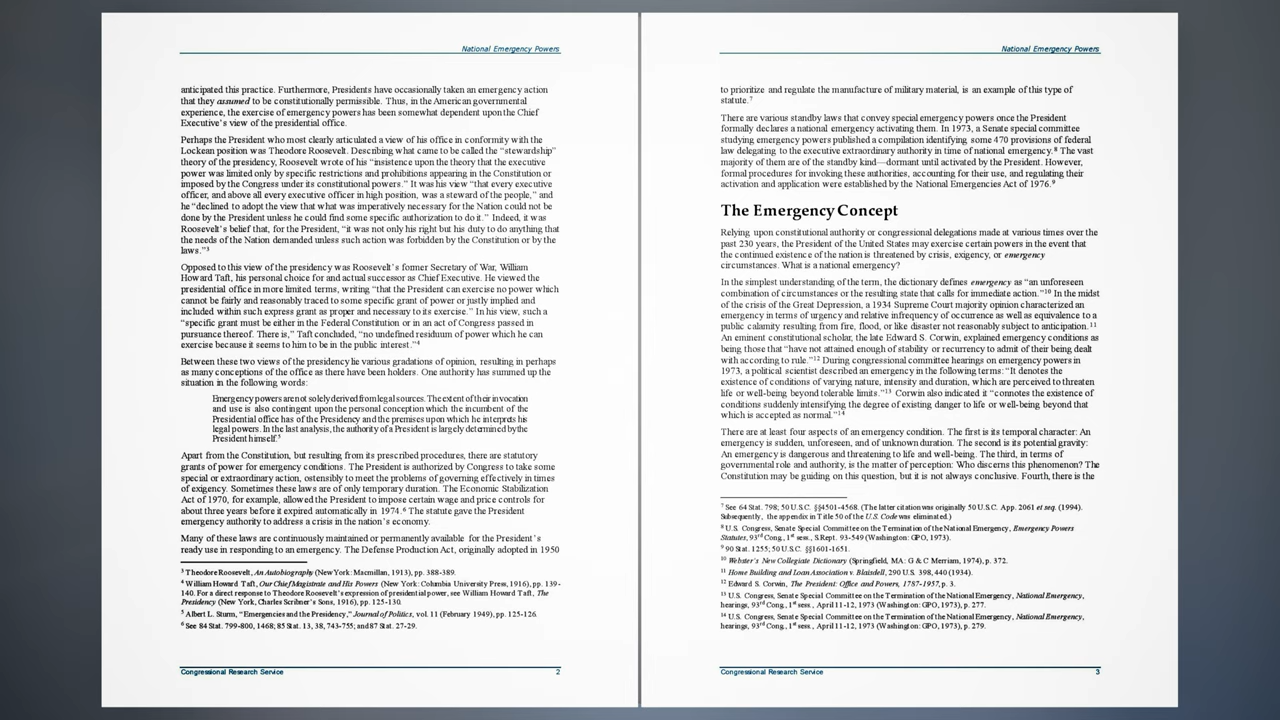 National Emergency Powers
anticipated this practice. Furthermore, Presidents have occasionally taken an emergency action
that they assumed to be constitutionally permissible. Thus, in the American governmental
experience, the exercise of emergency powers has been somewhat dependent upon the Chief
Executive's view of the presidential office.
Perhaps the President who most clearly articulated a view of his office in conformity with the
Lockean position was Theodore Roosevelt. Describing what came to be called the "stewardship"
theory of the presidency, Roosevelt wrote of his "insistence upon the theory that the executive
power was limited only by specific restrictions and prohibitions appearing in the Constitution or
imposed by the Congress under its constitutional powers." It was his view "that every executive
officer, and above all every executive officer in high position, was a steward of the people," and
he "declined to adopt the view that what was imperatively necessary for the Nation could not be
done by the President unless he could find some specific authorization to do it." Indeed, it was
Roosevelt's belief that, for the President, "it was not only his right but his duty to do anything that
the needs of the Nation demanded unless such action was forbidden by the Constitution or by the
laws."3
Opposed to this view of the presidency was Roosevelt's former Secretary of War, William
Howard Taft, his personal choice for and actual successor as Chief Executive. He viewed the
presidential office in more limited terms, writing "that the President can exercise no power which
cannot be fairly and reasonably traced to some specific grant of power or justly implied and
included within such express grant as proper and necessary to its exercise." In his view, such a
"specific grant must be either in the Federal Constitution or in an act of Congress passed in
pursuance thereof. There is," Taft concluded, "no undefined residuum of power which he can
exercise because it seems to him to be in the public interest."4
Between these two views of the presidency lie various gradations of opinion, resulting in perhaps
as many conceptions of the office as there have been holders. One authority has summed up the
situation in the following words:
Emergency powers are not solely derived from legal sources. The extent of their invocation
and use is also contingent upon the personal conception which the incumbent of the
Presidential office has of the Presidency and the premises upon which he interprets his
legal powers. In the last analysis, the authority of a President is largely determined by the
President himself.5
Apart from the Constitution, but resulting from its prescribed procedures, there are statutory
grants of power for emergency conditions. The President is authorized by Congress to take some
special or extraordinary action, ostensibly to meet the problems of governing effectively in times
of exigency. Sometimes these laws are of only temporary duration. The Economic Stabilization
Act of 1970, for example, allowed the President to impose certain wage and price controls for
about three years before it expired automatically in 1974.6 The statute gave the President
emergency authority to address a crisis in the nation's economy.
Many of these laws are continuously maintained or permanently available for the President's
ready use in responding to an emergency. The Defense Production Act, originally adopted in 1950
3 Theodore Roosevelt, An Autobiography (New York: Macmillan, 1913), pp. 388-389.
4 William Howard Taft, Our Chief Magistrate and His Powers (New York: Columbia University Press, 1916), pp. 139-
140. For a direct response to Theodore Roosevelt's expression of presidential power, see William Howard Taft, The
Presidency (New York, Charles Scribner's Sons, 1916), pp. 125-130.
5 Albert L. Sturm, "Emergencies and the Presidency," Journal of Politics, vol. 11 (February 1949), pp. 125-126.
6 See 84 Stat. 799-800, 1468; 85 Stat. 13, 38, 743-755; and 87 Stat. 27-29.
Congressional Research Service 2
National Emergency Powers
to prioritize and regulate the manufacture of military material, is an example of this type of
statute.7
There are various standby laws that convey special emergency powers once the President
formally declares a national emergency activating them. In 1973, a Senate special committee
studying emergency powers published a compilation identifying some 470 provisions of federal
law delegating to the executive extraordinary authority in time of national emergency.8 The vast
majority of them are of the standby kind—dormant until activated by the President. However,
formal procedures for invoking these authorities, accounting for their use, and regulating their
activation and application were established by the National Emergencies Act of 1976.9
The Emergency Concept
Relying upon constitutional authority or congressional delegations made at various times over the
past 230 years, the President of the United States may exercise certain powers in the event that
the continued existence of the nation is threatened by crisis, exigency, or emergency
circumstances. What is a national emergency?
In the simplest understanding of the term, the dictionary defines emergency as "an unforeseen
combination of circumstances or the resulting state that calls for immediate action."10 In the midst
of the crisis of the Great Depression, a 1934 Supreme Court majority opinion characterized an
emergency in terms of urgency and relative infrequency of occurrence as well as equivalence to a
public calamity resulting from fire, flood, or like disaster not reasonably subject to anticipation.11
An eminent constitutional scholar, the late Edward S. Corwin, explained emergency conditions as
being those that "have not attained enough of stability or recurrency to admit of their being dealt
with according to rule."12 During congressional committee hearings on emergency powers in
1973, a political scientist described an emergency in the following terms: "It denotes the
existence of conditions of varying nature, intensity and duration, which are perceived to threaten
life or well-being beyond tolerable limits."13 Corwin also indicated it "connotes the existence of
conditions suddenly intensifying the degree of existing danger to life or well-being beyond that
which is accepted as normal."14
There are at least four aspects of an emergency condition. The first is its temporal character: An
emergency is sudden, unforeseen, and of unknown duration. The second is its potential gravity:
An emergency is dangerous and threatening to life and well-being. The third, in terms of
governmental role and authority, is the matter of perception: Who discerns this phenomenon? The
Constitution may be guiding on this question, but it is not always conclusive. Fourth, there is the
7 See 64 Stat. 798; 50 U.S.C. §§4501-4568. (The latter citation was originally 50 U.S.C. App. 2061 et seq. (1994).
Subsequently, the appendix in Title 50 of the U.S. Code was eliminated.)
8 U.S. Congress, Senate Special Committee on the Termination of the National Emergency, Emergency Powers
Statutes, 93rd Cong., 1st sess., S.Rept. 93-549 (Washington: GPO, 1973).
9 90 Stat. 1255; 50 U.S.C. §§1601-1651.
10 Webster's New Collegiate Dictionary (Springfield, MA: G & C Merriam, 1974), p. 372.
11 Home Building and Loan Association v. Blaisdell, 290 U.S. 398, 440 (1934).
12 Edward S. Corwin, The President: Office and Powers, 1787-1957, p. 3.
13 U.S. Congress, Senate Special Committee on the Termination of the National Emergency, National Emergency,
hearings, 93rd Cong., 1st sess., April 11-12, 1973 (Washington: GPO, 1973), p. 277.
14 U.S. Congress, Senate Special Committee on the Termination of the National Emergency, National Emergency,
hearings, 93rd Cong., 1st sess., April 11-12, 1973 (Washington: GPO, 1973), p. 279.
Congressional Research Service 3